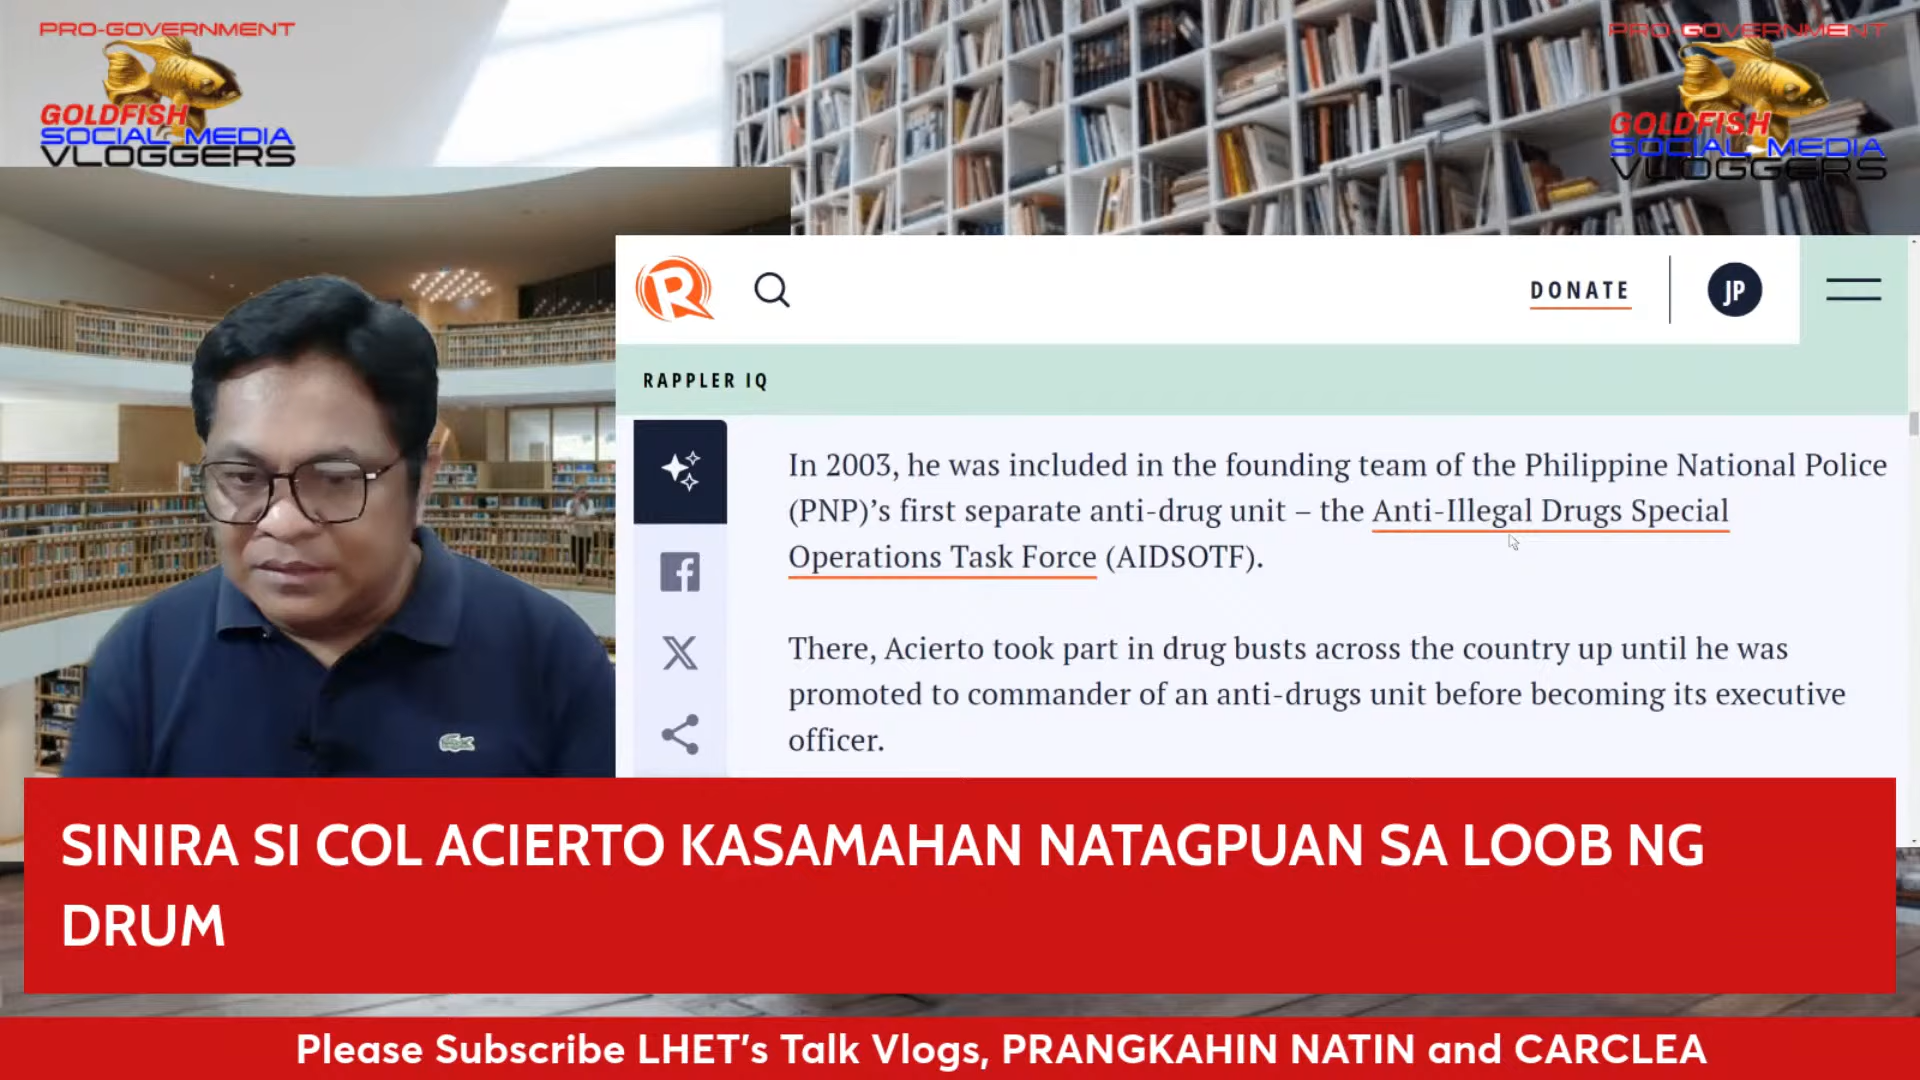 PRO-GOVERNMENT
GOLDFISH
SOCIAL MEDIA
VLOGGERS
PRO-GOVERNMENT
GOLDFISH
SOCIAL MEDIA
VLOGGERS
R
DONATE
JP
RAPPLER IQ
In 2003, he was included in the founding team of the Philippine National Police
(PNP)’s first separate anti-drug unit – the Anti-Illegal Drugs Special
Operations Task Force (AIDSOTF).
There, Acierto took part in drug busts across the country up until he was
promoted to commander of an anti-drugs unit before becoming its executive
officer.
SINIRA SI COL ACIERTO KASAMAHAN NATAGPUAN SA LOOB NG
DRUM
Please Subscribe LHET's Talk Vlogs, PRANGKAHIN NATIN and CARCLEA